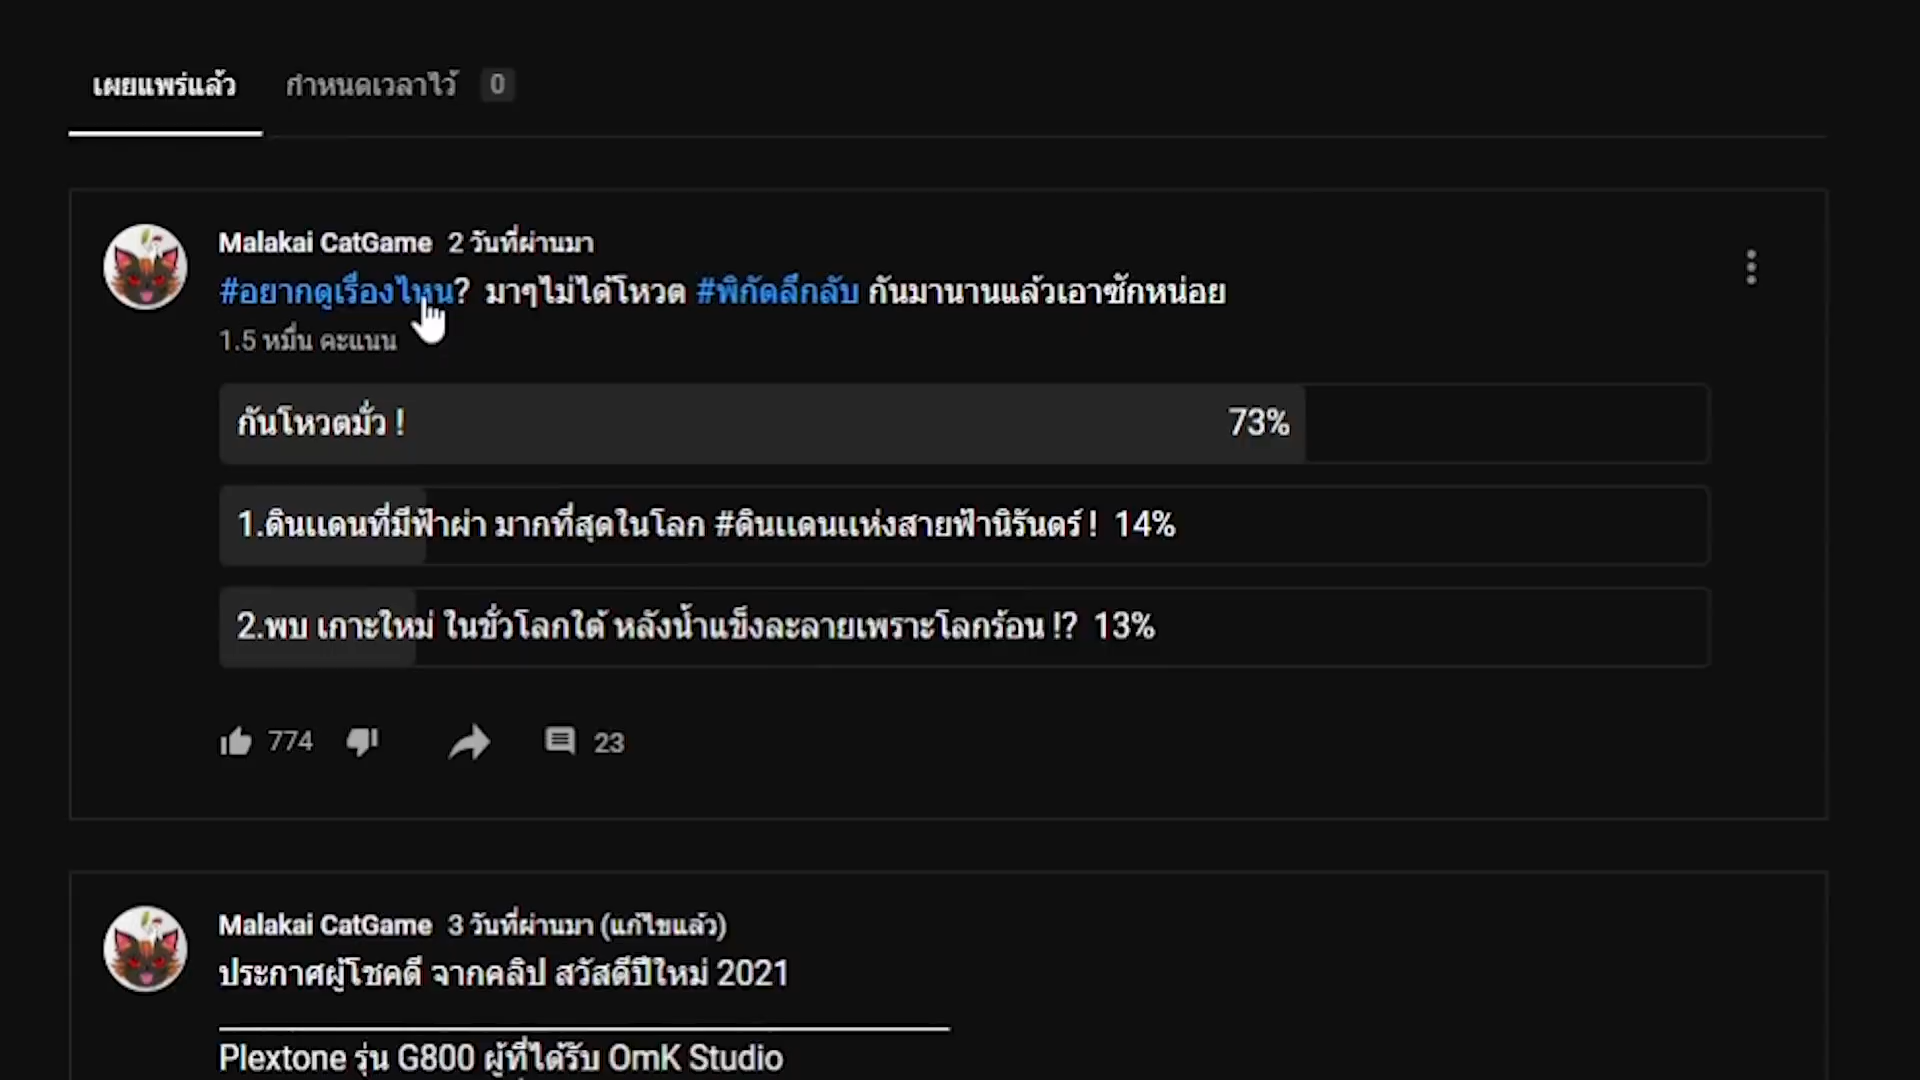 เผยแพร่แล้ว กำหนดเวลาไว้ 0
Malakai CatGame 2 วันที่ผ่านมา
#อยากดูเรื่องไหน? มาๆไม่ได้โหวด #พิกัดลึกลับ กันมานานแล้วเอาซักหน่อย
1.5 หมื่น คะแนน
กันโหวตมั่ว ! 73%
1.ดินแดนที่มีฟ้าผ่า มากที่สุดในโลก #ดินแดนแห่งสายฟ้านิรันดร์ ! 14%
2.พบ เกาะใหม่ ในขั่วโลกใต้ หลังน้ำแข็งละลายเพราะโลกร้อน !? 13%
774 23
Malakai CatGame 3 วันที่ผ่านมา (แก้ไขแล้ว)
ประกาศผู้โชคดี จากคลิป สวัสดีปีใหม่ 2021
Plextone รุ่น G800 ผู้ที่ได้รับ OmK Studio